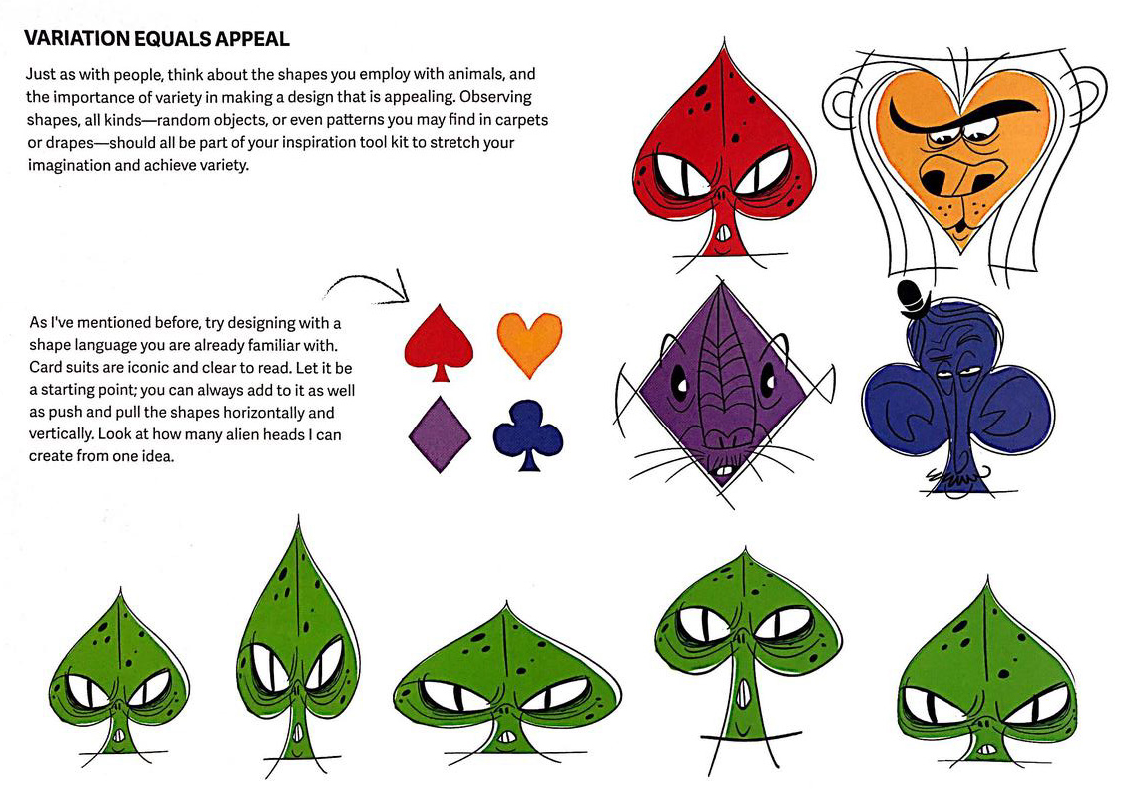 VARIATION EQUALS APPEAL
Just as with people, think about the shapes you employ with animals, and
the importance of variety in making a design that is appealing. Observing
shapes, all kinds—random objects, or even patterns you may find in carpets
or drapes—should all be part of your inspiration tool kit to stretch your
imagination and achieve variety.
As I've mentioned before, try designing with a
shape language you are already familiar with.
Card suits are iconic and clear to read. Let it be
a starting point; you can always add to it as well
as push and pull the shapes horizontally and
vertically. Look at how many alien heads I can
create from one idea.